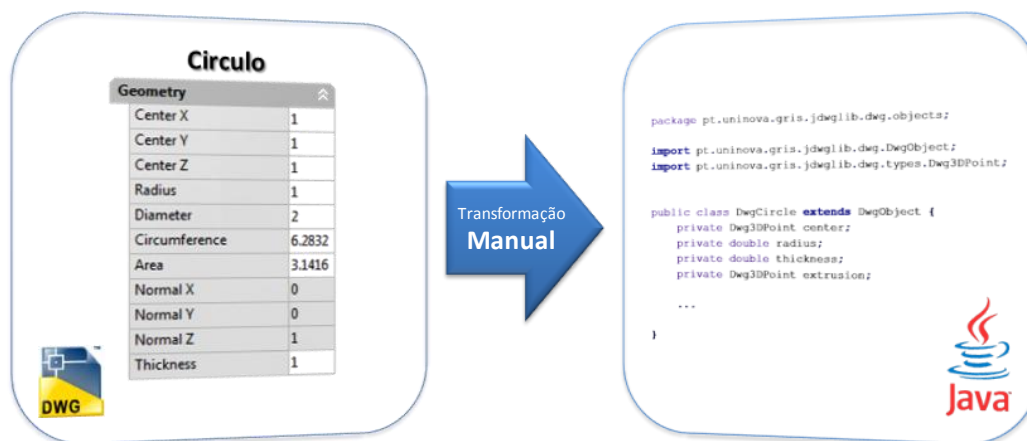 Circulo
Geometry
Center X 1
Center Y 1
Center Z 1
Radius 1
Diameter 2
Circumference 6.2832
Area 3.1416
Normal X 0
Normal Y 0
Normal Z 1
Thickness 1
DWG
Transformação
Manual
package pt.uninova.gris.jdwglib.dwg.objects;
import pt.uninova.gris.jdwglib.dwg.DwgObject;
import pt.uninova.gris.jdwglib.dwg.types.Dwg3DPoint;
public class DwgCircle extends DwgObject {
private Dwg3DPoint center;
private double radius;
private double thickness;
private Dwg3DPoint extrusion;
...
}
Java